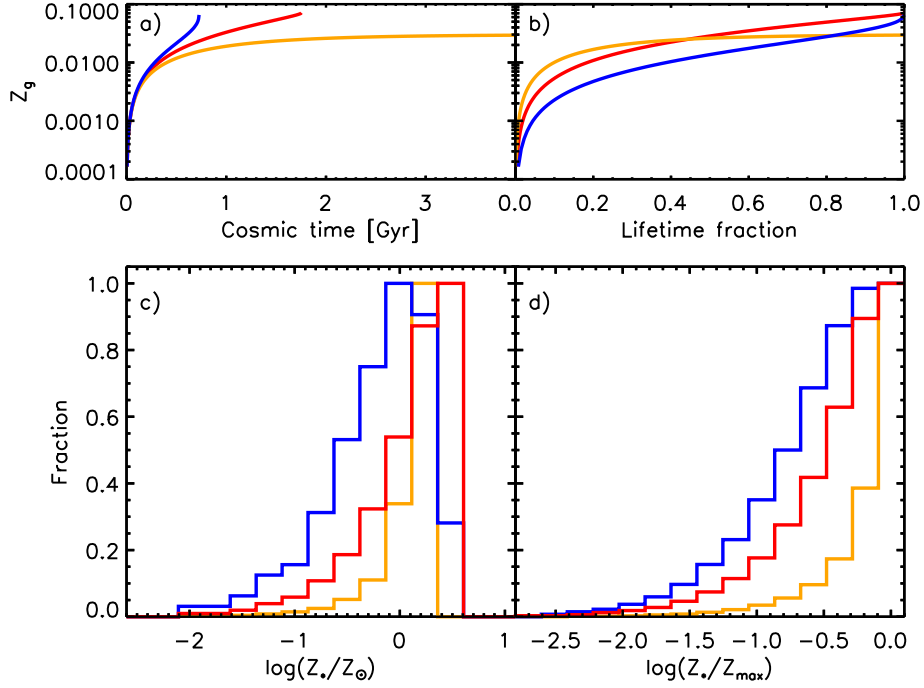 0.1000
a)
b)
0.0100
Z_g
0.0010
0.0001
0 1 2 3 0.0 0.2 0.4 0.6 0.8 1.0
Cosmic time [Gyr] Lifetime fraction
1.0
c)
d)
0.8
0.6
Fraction
0.4
0.2
0.0
-2 -1 0 1 -2.5 -2.0 -1.5 -1.0 -0.5 0.0
log(Z_*/Z_⊙) log(Z_*/Z_max)